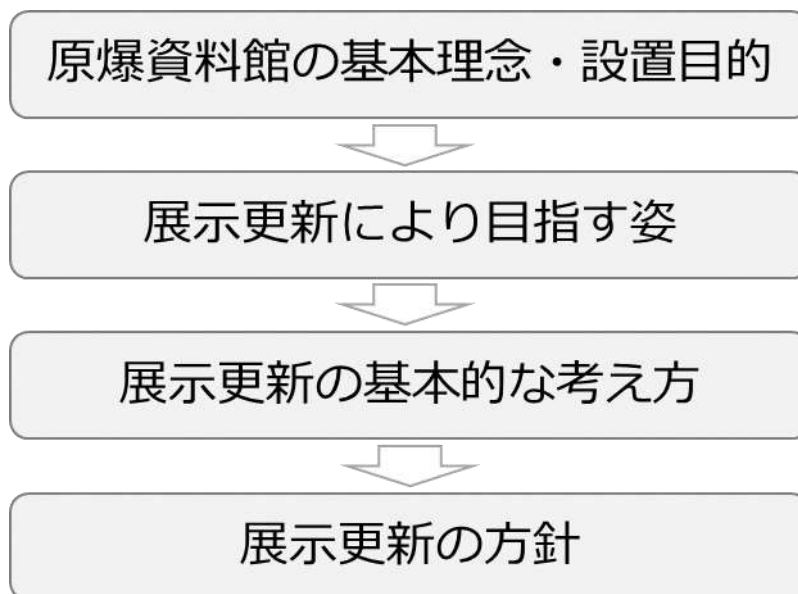 原爆資料館の基本理念・設置目的
展示更新により目指す姿
展示更新の基本的な考え方
展示更新の方針